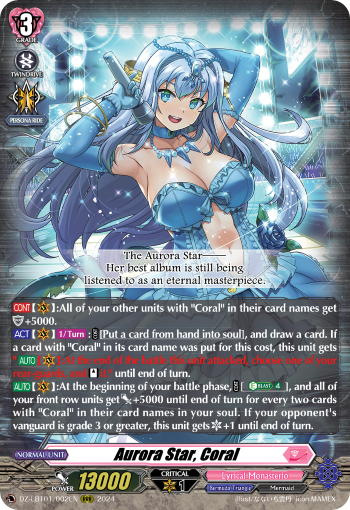 3
GRADE
TWINDRIVE
PERSONA RIDE
The Aurora Star——
Her best album is still being
listened to as an eternal masterpiece.
CONT【】:All of your other units with "Coral" in their card names get
+5000.
ACT【】1/Turn:[Put a card from hand into soul], and draw a card. If
a card with "Coral" in its card name was put for this cost, this unit gets
"AUTO【】:At the end of the battle this unit attacked, choose one of your
rear-guards, and 1." until end of turn.
AUTO【】:At the beginning of your battle phase, [BLAST 4], and all of
your front row units get +5000 until end of turn for every two cards
with "Coral" in their card names in your soul. If your opponent's
vanguard is grade 3 or greater, this unit gets +1 until end of turn.
NORMAL UNIT
Aurora Star, Coral
POWER
13000
CRITICAL
1
Lyrical Monasterio
Bermuda Triangle
Mermaid
DZ-LBT01/002EN RRR 2024